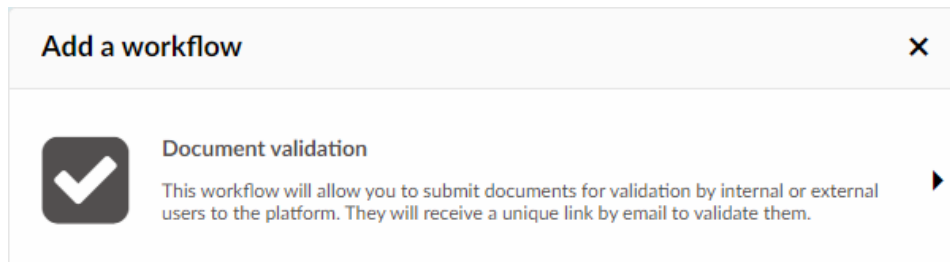 Add a workflow
Document validation
This workflow will allow you to submit documents for validation by internal or external
users to the platform. They will receive a unique link by email to validate them.